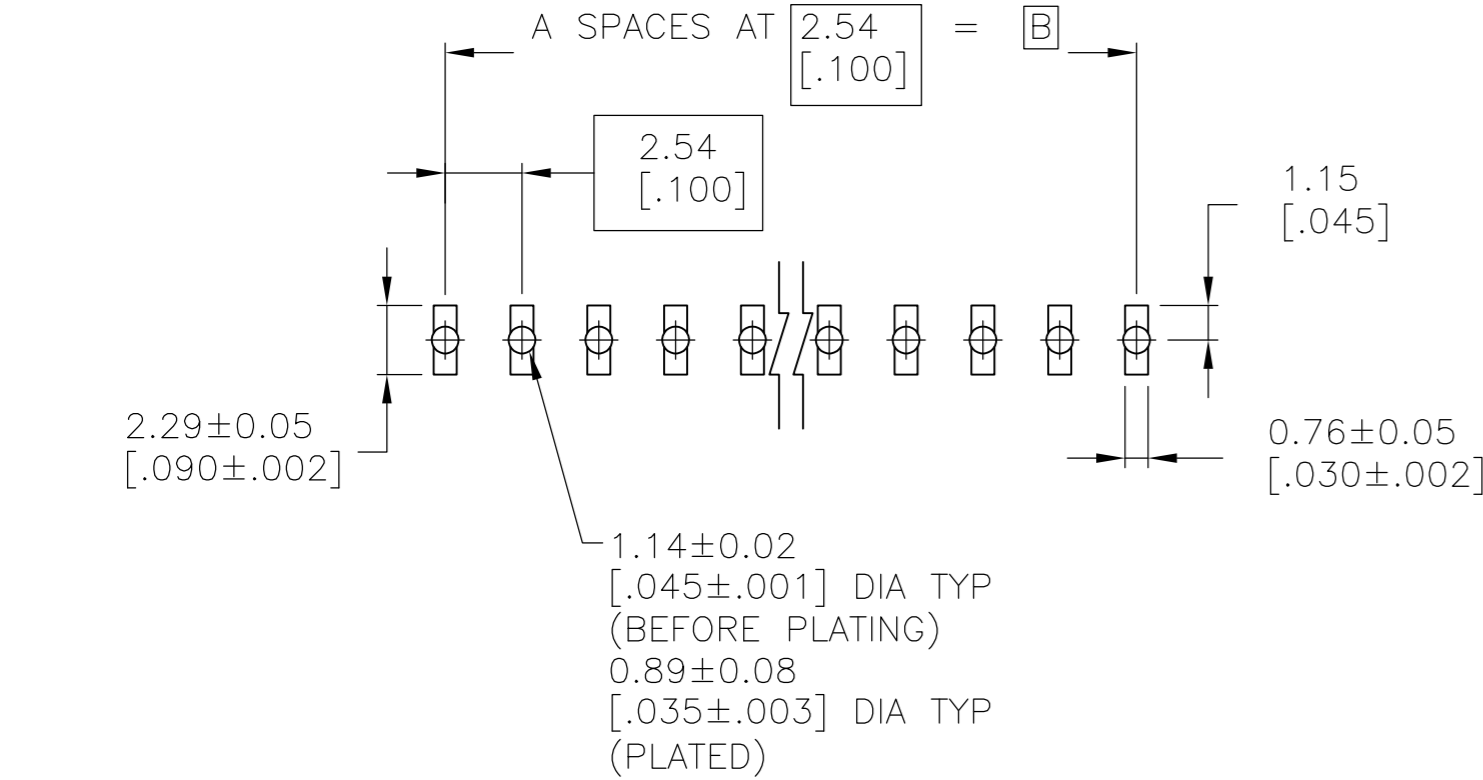 A SPACES AT 2.54 = B
[.100]
2.54
[.100]
1.15
[.045]
2.29±0.05
[.090±.002]
0.76±0.05
[.030±.002]
1.14±0.02
[.045±.001] DIA TYP
(BEFORE PLATING)
0.89±0.08
[.035±.003] DIA TYP
(PLATED)